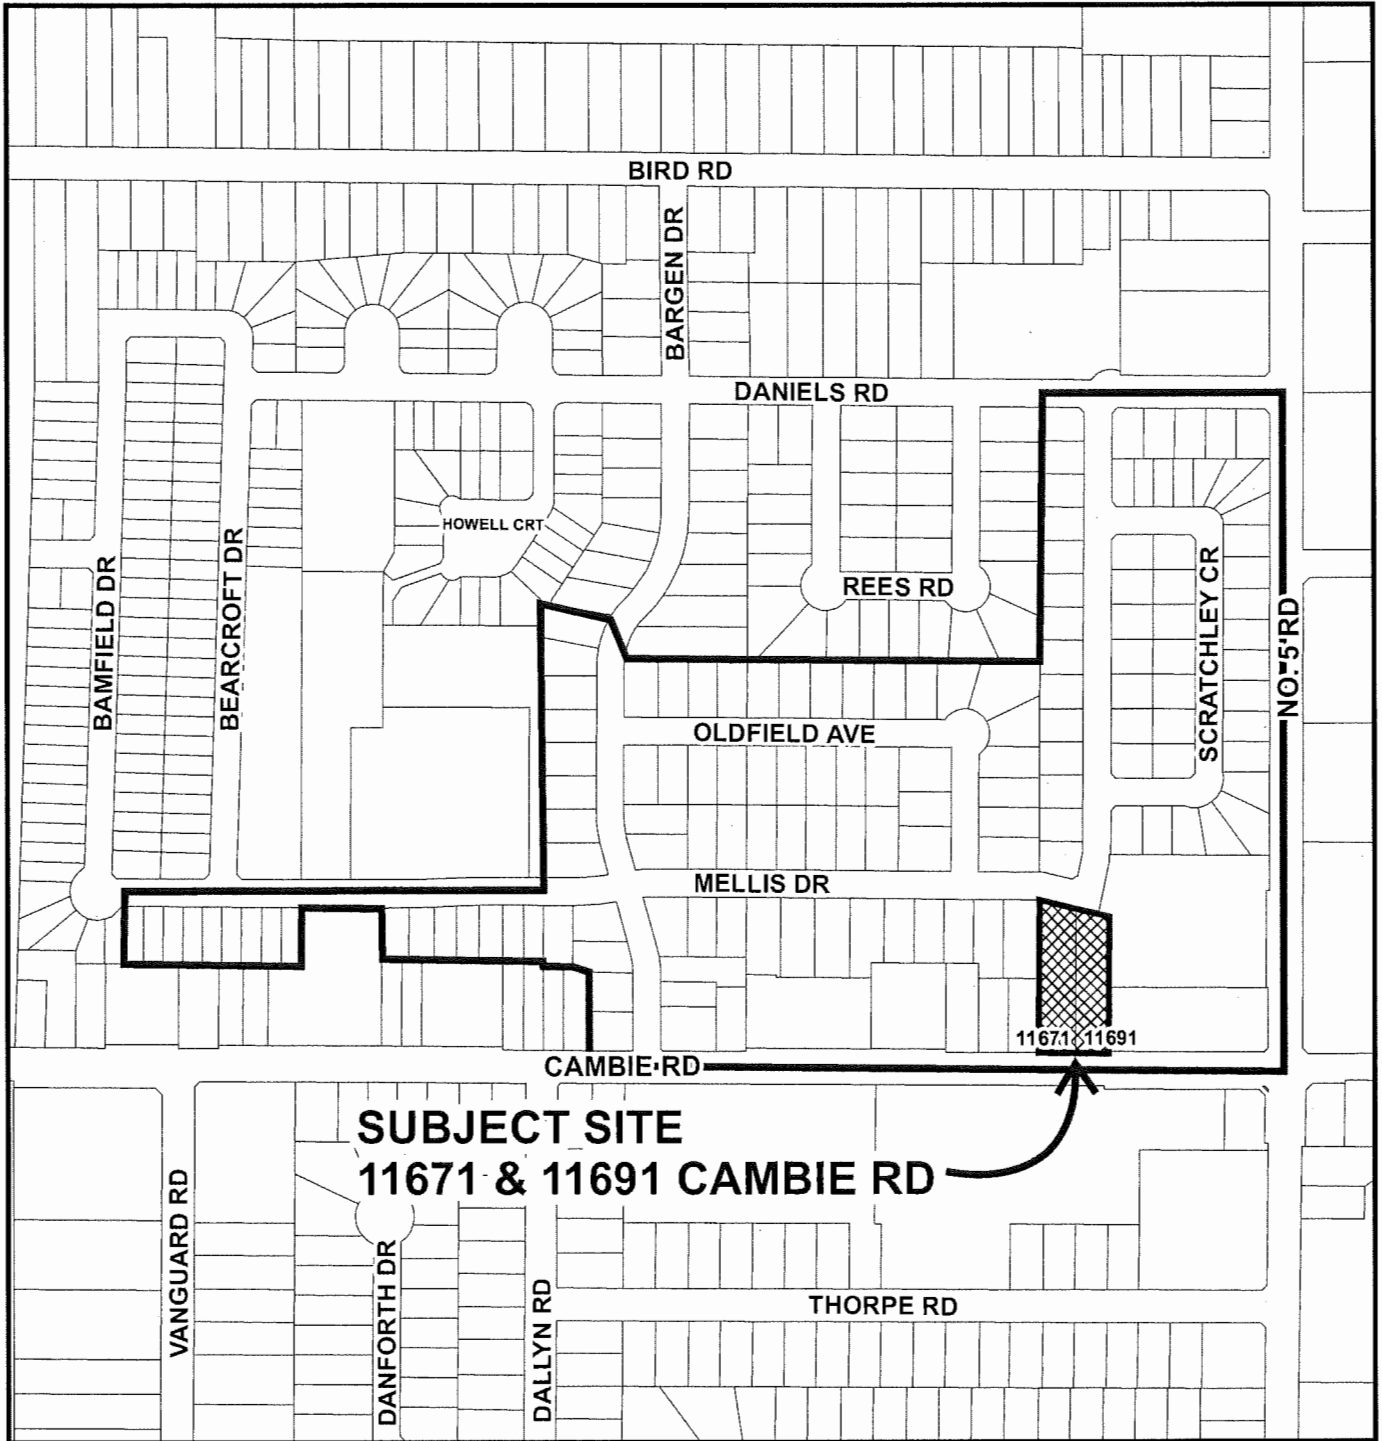 BIRD RD
BARGEN DR
DANIELS RD
HOWELL CRT
REES RD
BAMFIELD DR
BEARCROFT DR
SCRATCHLEY CR
NO. 5 RD
OLDFIELD AVE
MELLIS DR
11671 11691
CAMBIE RD
SUBJECT SITE
11671 & 11691 CAMBIE RD
VANGUARD RD
DANFORTH DR
DALLYN RD
THORPE RD